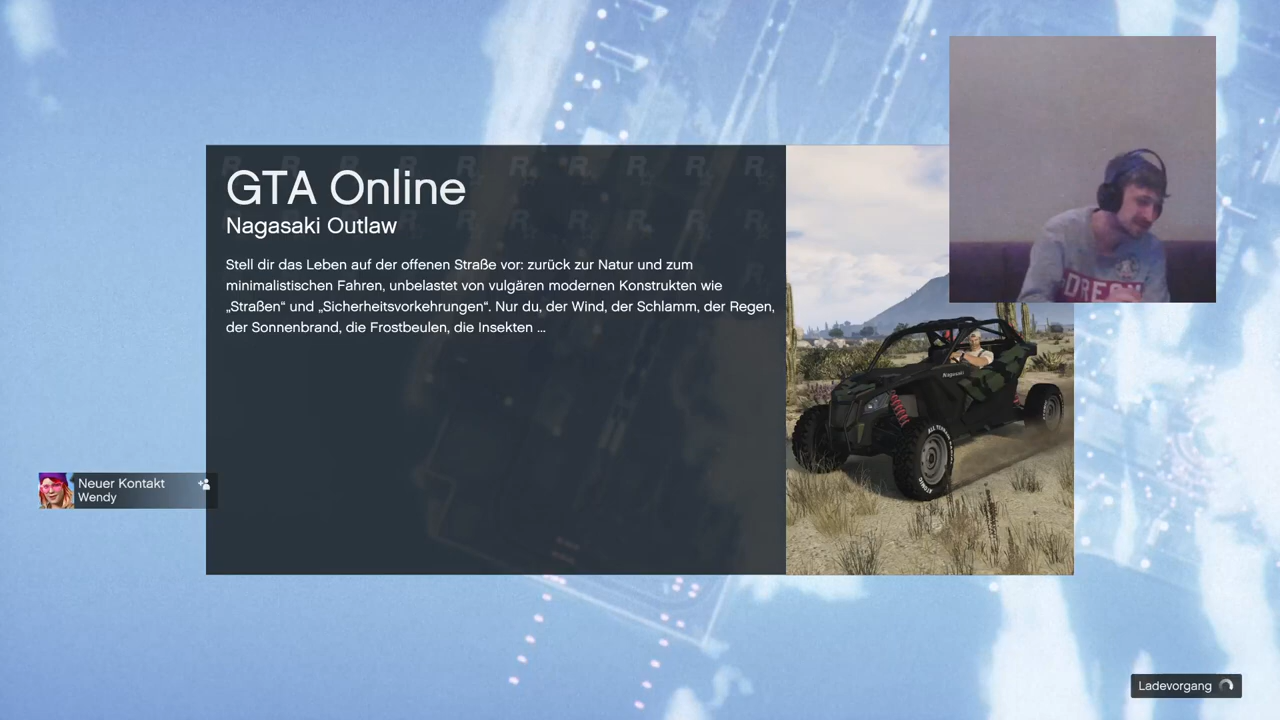 GTA Online
Nagasaki Outlaw
Stell dir das Leben auf der offenen Straße vor: zurück zur Natur und zum
minimalistischen Fahren, unbelastet von vulgären modernen Konstrukten wie
„Straßen“ und „Sicherheitsvorkehrungen“. Nur du, der Wind, der Schlamm, der Regen,
der Sonnenbrand, die Frostbeulen, die Insekten ...
Nagasaki
Neuer Kontakt
Wendy
Ladevorgang